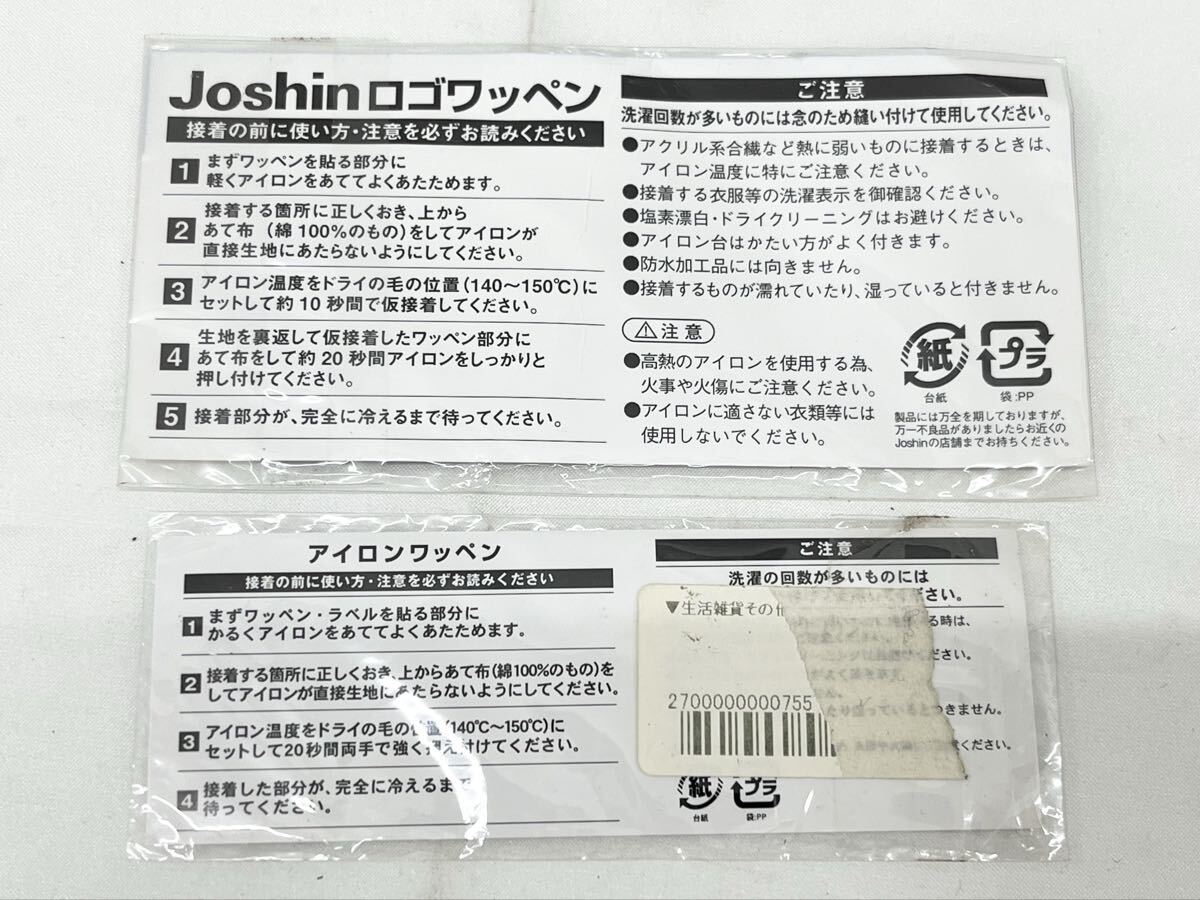 Joshinロゴワッペン
接着の前に使い方・注意を必ずお読みください
1 まずワッペンを貼る部分に
軽くアイロンをあててよくあたためます。
2 接着する箇所に正しくおき、上から
あて布（綿100%のもの）をしてアイロンが
直接生地にあたらないようにしてください。
3 アイロン温度をドライの毛の位置(140〜150℃)に
セットして約10秒間で仮接着してください。
4 生地を裏返して仮接着したワッペン部分に
あて布をして約20秒間アイロンをしっかりと
押し付けてください。
5 接着部分が、完全に冷えるまで待ってください。
ご注意
洗濯回数が多いものには念のため縫い付けて使用してください。
●アクリル系合繊など熱に弱いものに接着するときは、
アイロン温度に特にご注意ください。
●接着する衣服等の洗濯表示を御確認ください。
●塩素漂白・ドライクリーニングはお避けください。
●アイロン台はかたい方がよく付きます。
●防水加工品には向きません。
●接着するものが濡れていたり、湿っていると付きません。
⚠注意
●高熱のアイロンを使用する為、
火事や火傷にご注意ください。
●アイロンに適さない衣類等には
使用しないでください。
紙
台紙
プラ
袋:PP
製品には万全を期しておりますが、
万一不良品がありましたらお近くの
Joshinの店舗までお持ちください。
アイロンワッペン
接着の前に使い方・注意を必ずお読みください
1 まずワッペン・ラベルを貼る部分に
かるくアイロンをあててよくあたためます。
2 接着する箇所に正しくおき、上からあて布(綿100%のもの)を
してアイロンが直接生地にあたらないようにしてください。
3 アイロン温度をドライの毛の位置(140℃〜150℃)に
セットして20秒間両手で強く押え付けてください。
4 接着した部分が、完全に冷えるまで
待ってください。
ご注意
洗濯の回数が多いものには
さい。
る時は、
ださい。
つきません。
ください。
▼生活雑貨その他
2700000000755
紙
台紙
プラ
袋:PP